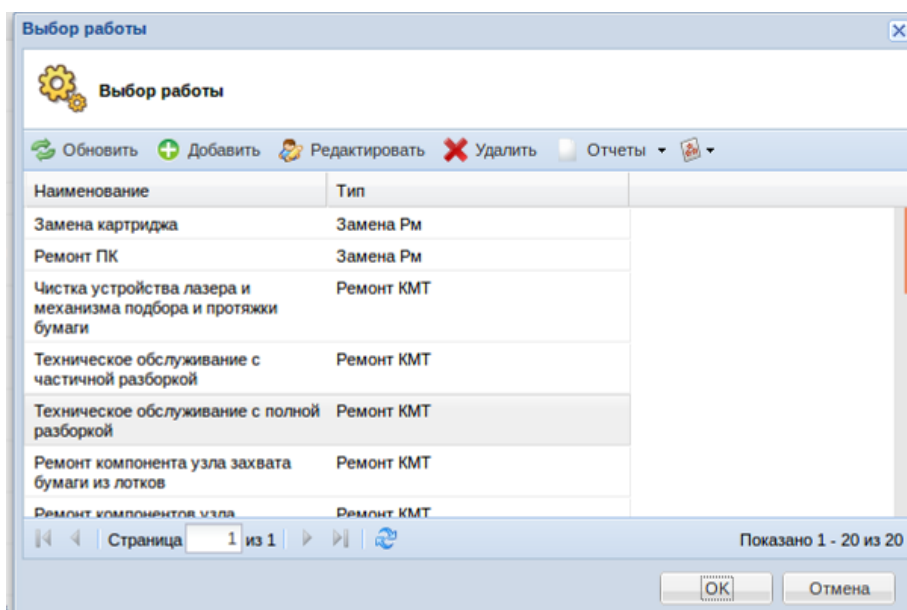 Выбор работы
Выбор работы
Обновить Добавить Редактировать Удалить Отчеты
Наименование Тип
Замена картриджа Замена Рм
Ремонт ПК Замена Рм
Чистка устройства лазера и Ремонт КМТ
механизма подбора и протяжки
бумаги
Техническое обслуживание с Ремонт КМТ
частичной разборкой
Техническое обслуживание с полной Ремонт КМТ
разборкой
Ремонт компонента узла захвата Ремонт КМТ
бумаги из лотков
Ремонт компонентов узла Ремонт КМТ
Страница 1 из 1 Показано 1 - 20 из 20
OK Отмена